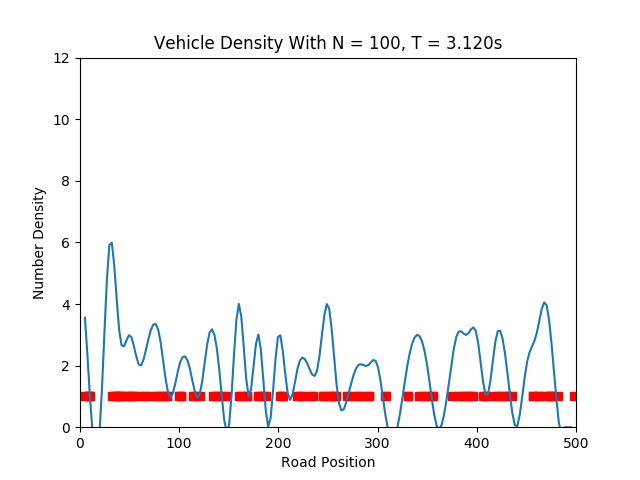 Vehicle Density With N = 100, T = 3.120s
12
10
8
6
4
2
0
Number Density
0 100 200 300 400 500
Road Position